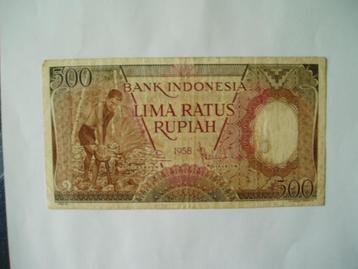 500
BANK INDONESIA
LIMA RATUS
RUPIAH
1958
500